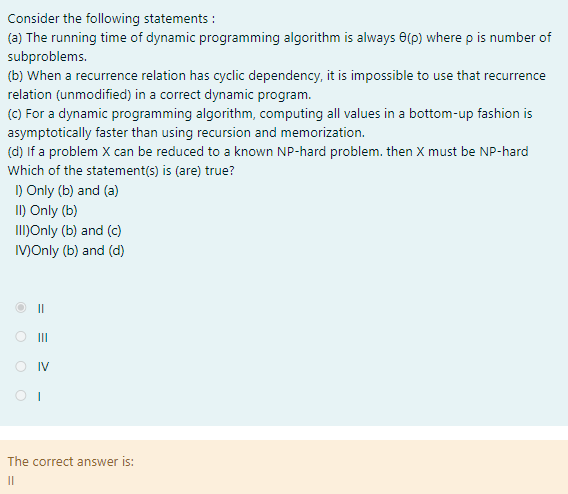 Consider the following statements :
(a) The running time of dynamic programming algorithm is always θ(ρ) where ρ is number of
subproblems.
(b) When a recurrence relation has cyclic dependency, it is impossible to use that recurrence
relation (unmodified) in a correct dynamic program.
(c) For a dynamic programming algorithm, computing all values in a bottom-up fashion is
asymptotically faster than using recursion and memorization.
(d) If a problem X can be reduced to a known NP-hard problem. then X must be NP-hard
Which of the statement(s) is (are) true?
I) Only (b) and (a)
II) Only (b)
III)Only (b) and (c)
IV)Only (b) and (d)
II
III
IV
I
The correct answer is:
II